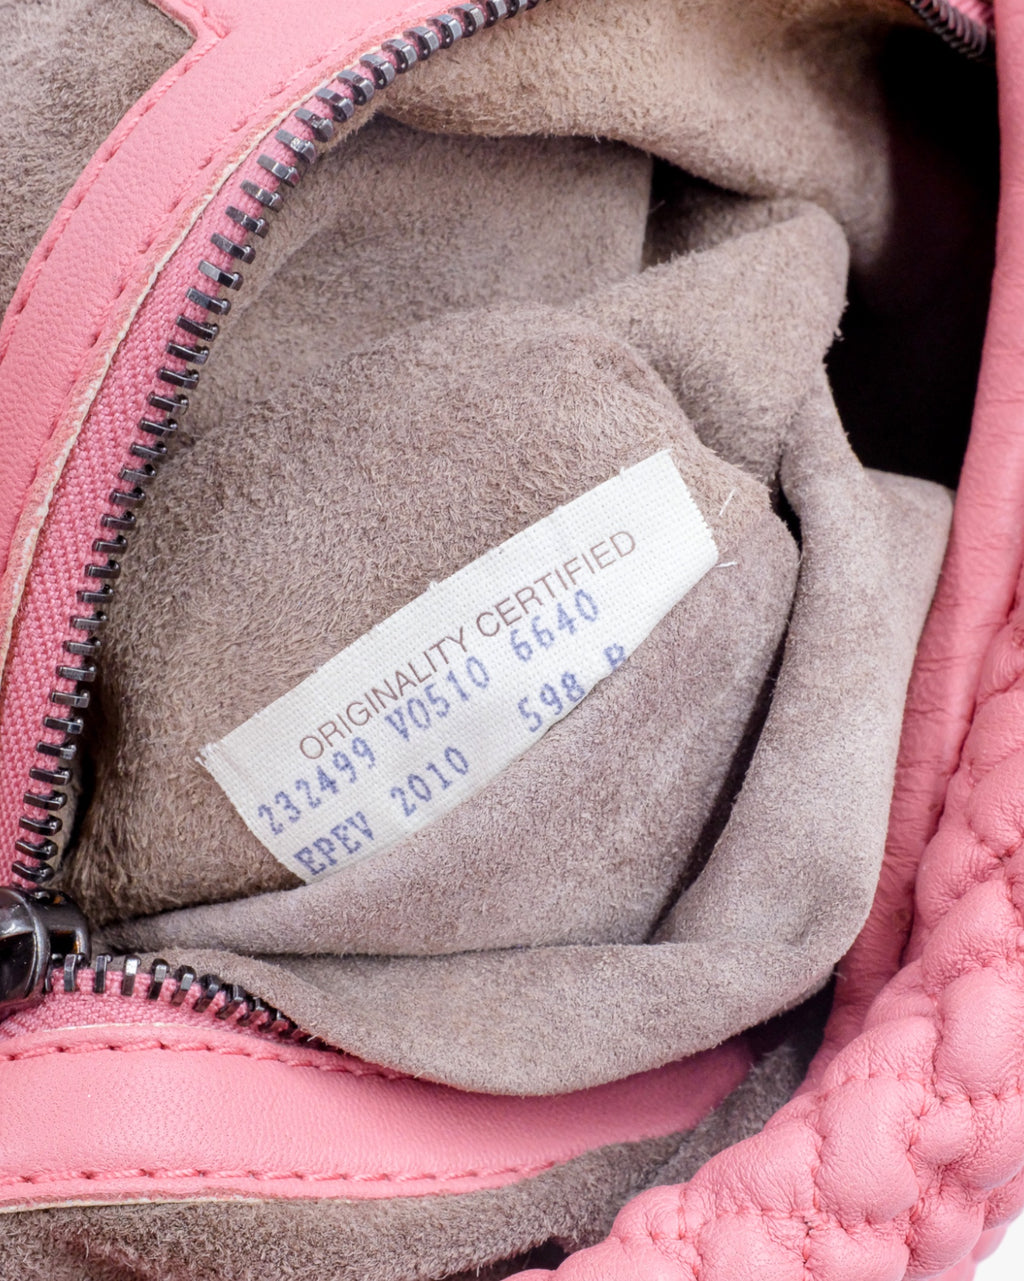 ORIGINALITY CERTIFIED
232499 V0510 6640
EPEV 2010 598